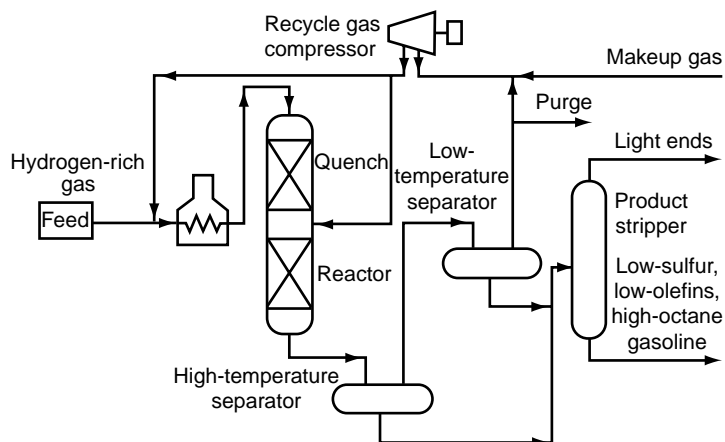 Recycle gas
compressor
Makeup gas
Purge
Light ends
Hydrogen-rich
gas
Quench
Low-
temperature
separator
Product
stripper
Feed
Reactor
Low-sulfur,
low-olefins,
high-octane
gasoline
High-temperature
separator